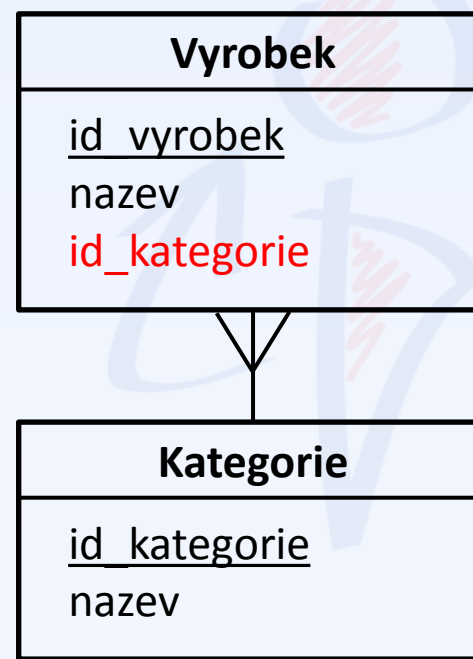 Vyrobek
id_vyrobek
nazev
id_kategorie
Kategorie
id_kategorie
nazev